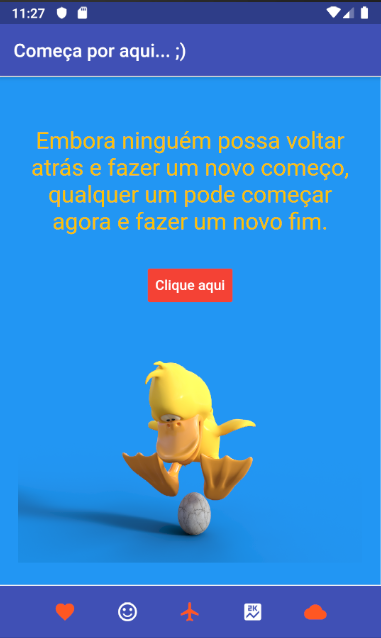 11:27
Começa por aqui... ;)
Embora ninguém possa voltar
atrás e fazer um novo começo,
qualquer um pode começar
agora e fazer um novo fim.
Clique aqui
2K